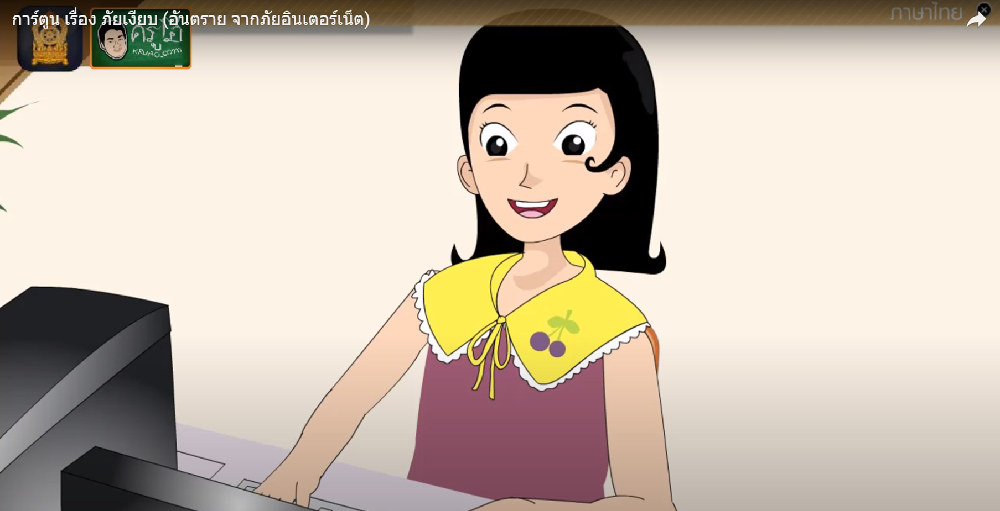 การ์ตูน เรื่อง ภัยเงียบ (อันตราย จากภัยอินเตอร์เน็ต)
ภาษาไทย
ครูโฮ
KRUHO.com